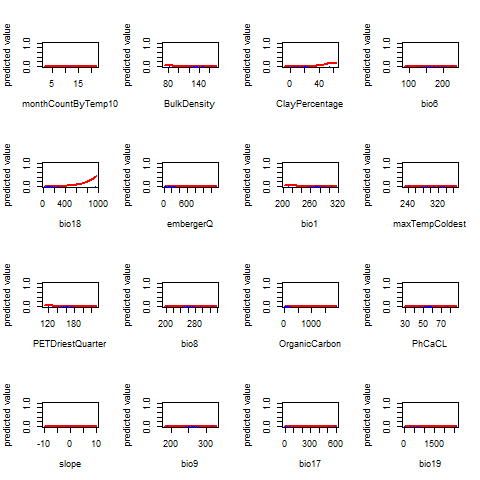 predicted value 0.0 1.0 5 15 monthCountByTemp10
predicted value 0.0 1.0 80 140 BulkDensity
predicted value 0.0 1.0 0 40 ClayPercentage
predicted value 0.0 1.0 100 200 bio6
predicted value 0.0 1.0 0 400 1000 bio18
predicted value 0.0 1.0 0 600 embergerQ
predicted value 0.0 1.0 200 260 320 bio1
predicted value 0.0 1.0 240 320 maxTempColdest
predicted value 0.0 1.0 120 180 PETDriestQuarter
predicted value 0.0 1.0 200 280 bio8
predicted value 0.0 1.0 0 1000 OrganicCarbon
predicted value 0.0 1.0 30 50 70 PhCaCL
predicted value 0.0 1.0 -10 0 10 slope
predicted value 0.0 1.0 200 300 bio9
predicted value 0.0 1.0 0 300 600 bio17
predicted value 0.0 1.0 0 1500 bio19